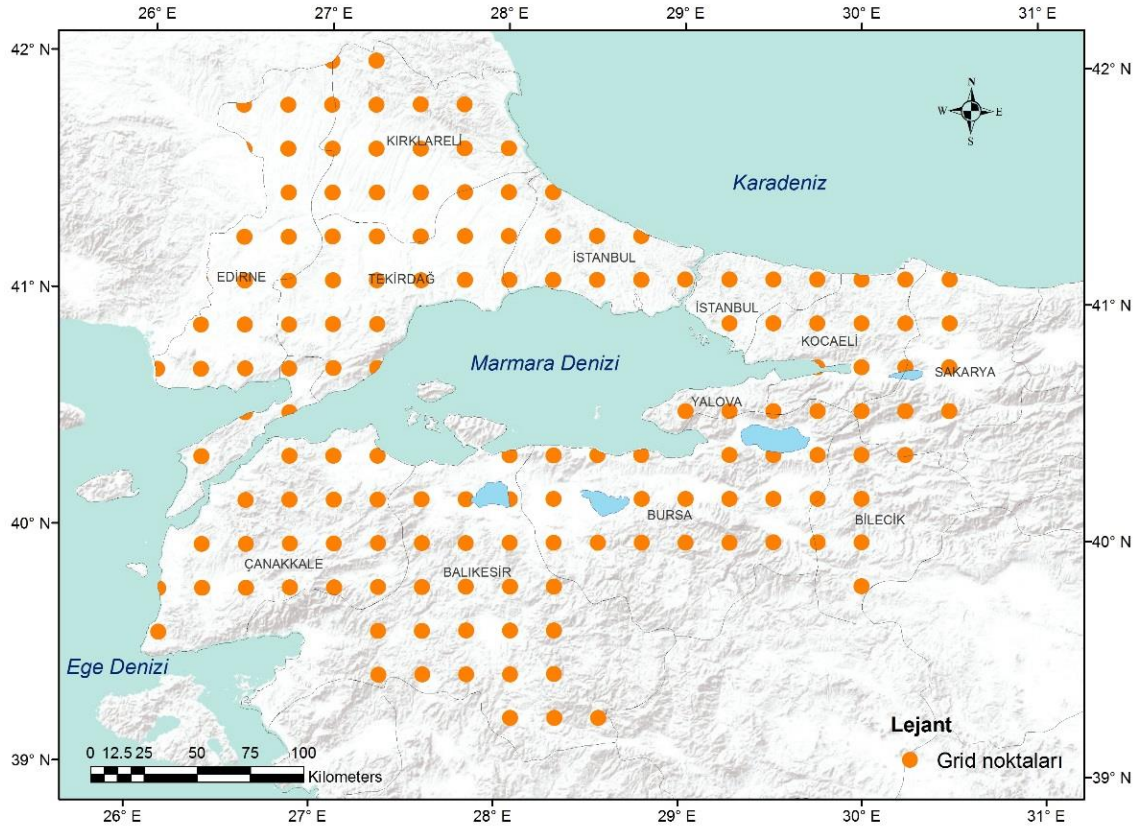 26° E 27° E 28° E 29° E 30° E 31° E
42° N
42° N
N
W E
S
KIRKLARELİ
Karadeniz
İSTANBUL
EDİRNE
TEKİRDAĞ
41° N
41° N
İSTANBUL
KOCAELİ
Marmara Denizi
SAKARYA
YALOVA
40° N
BURSA
BİLECİK
40° N
ÇANAKKALE
BALIKESİR
Ege Denizi
Lejant
Grid noktaları
0 12.5 25 50 75 100
Kilometers
39° N
39° N
26° E 27° E 28° E 29° E 30° E 31° E